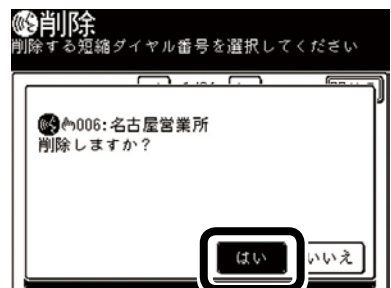 削除
削除する短縮ダイヤル番号を選択してください
006:名古屋営業所
削除しますか？
はい
いいえ